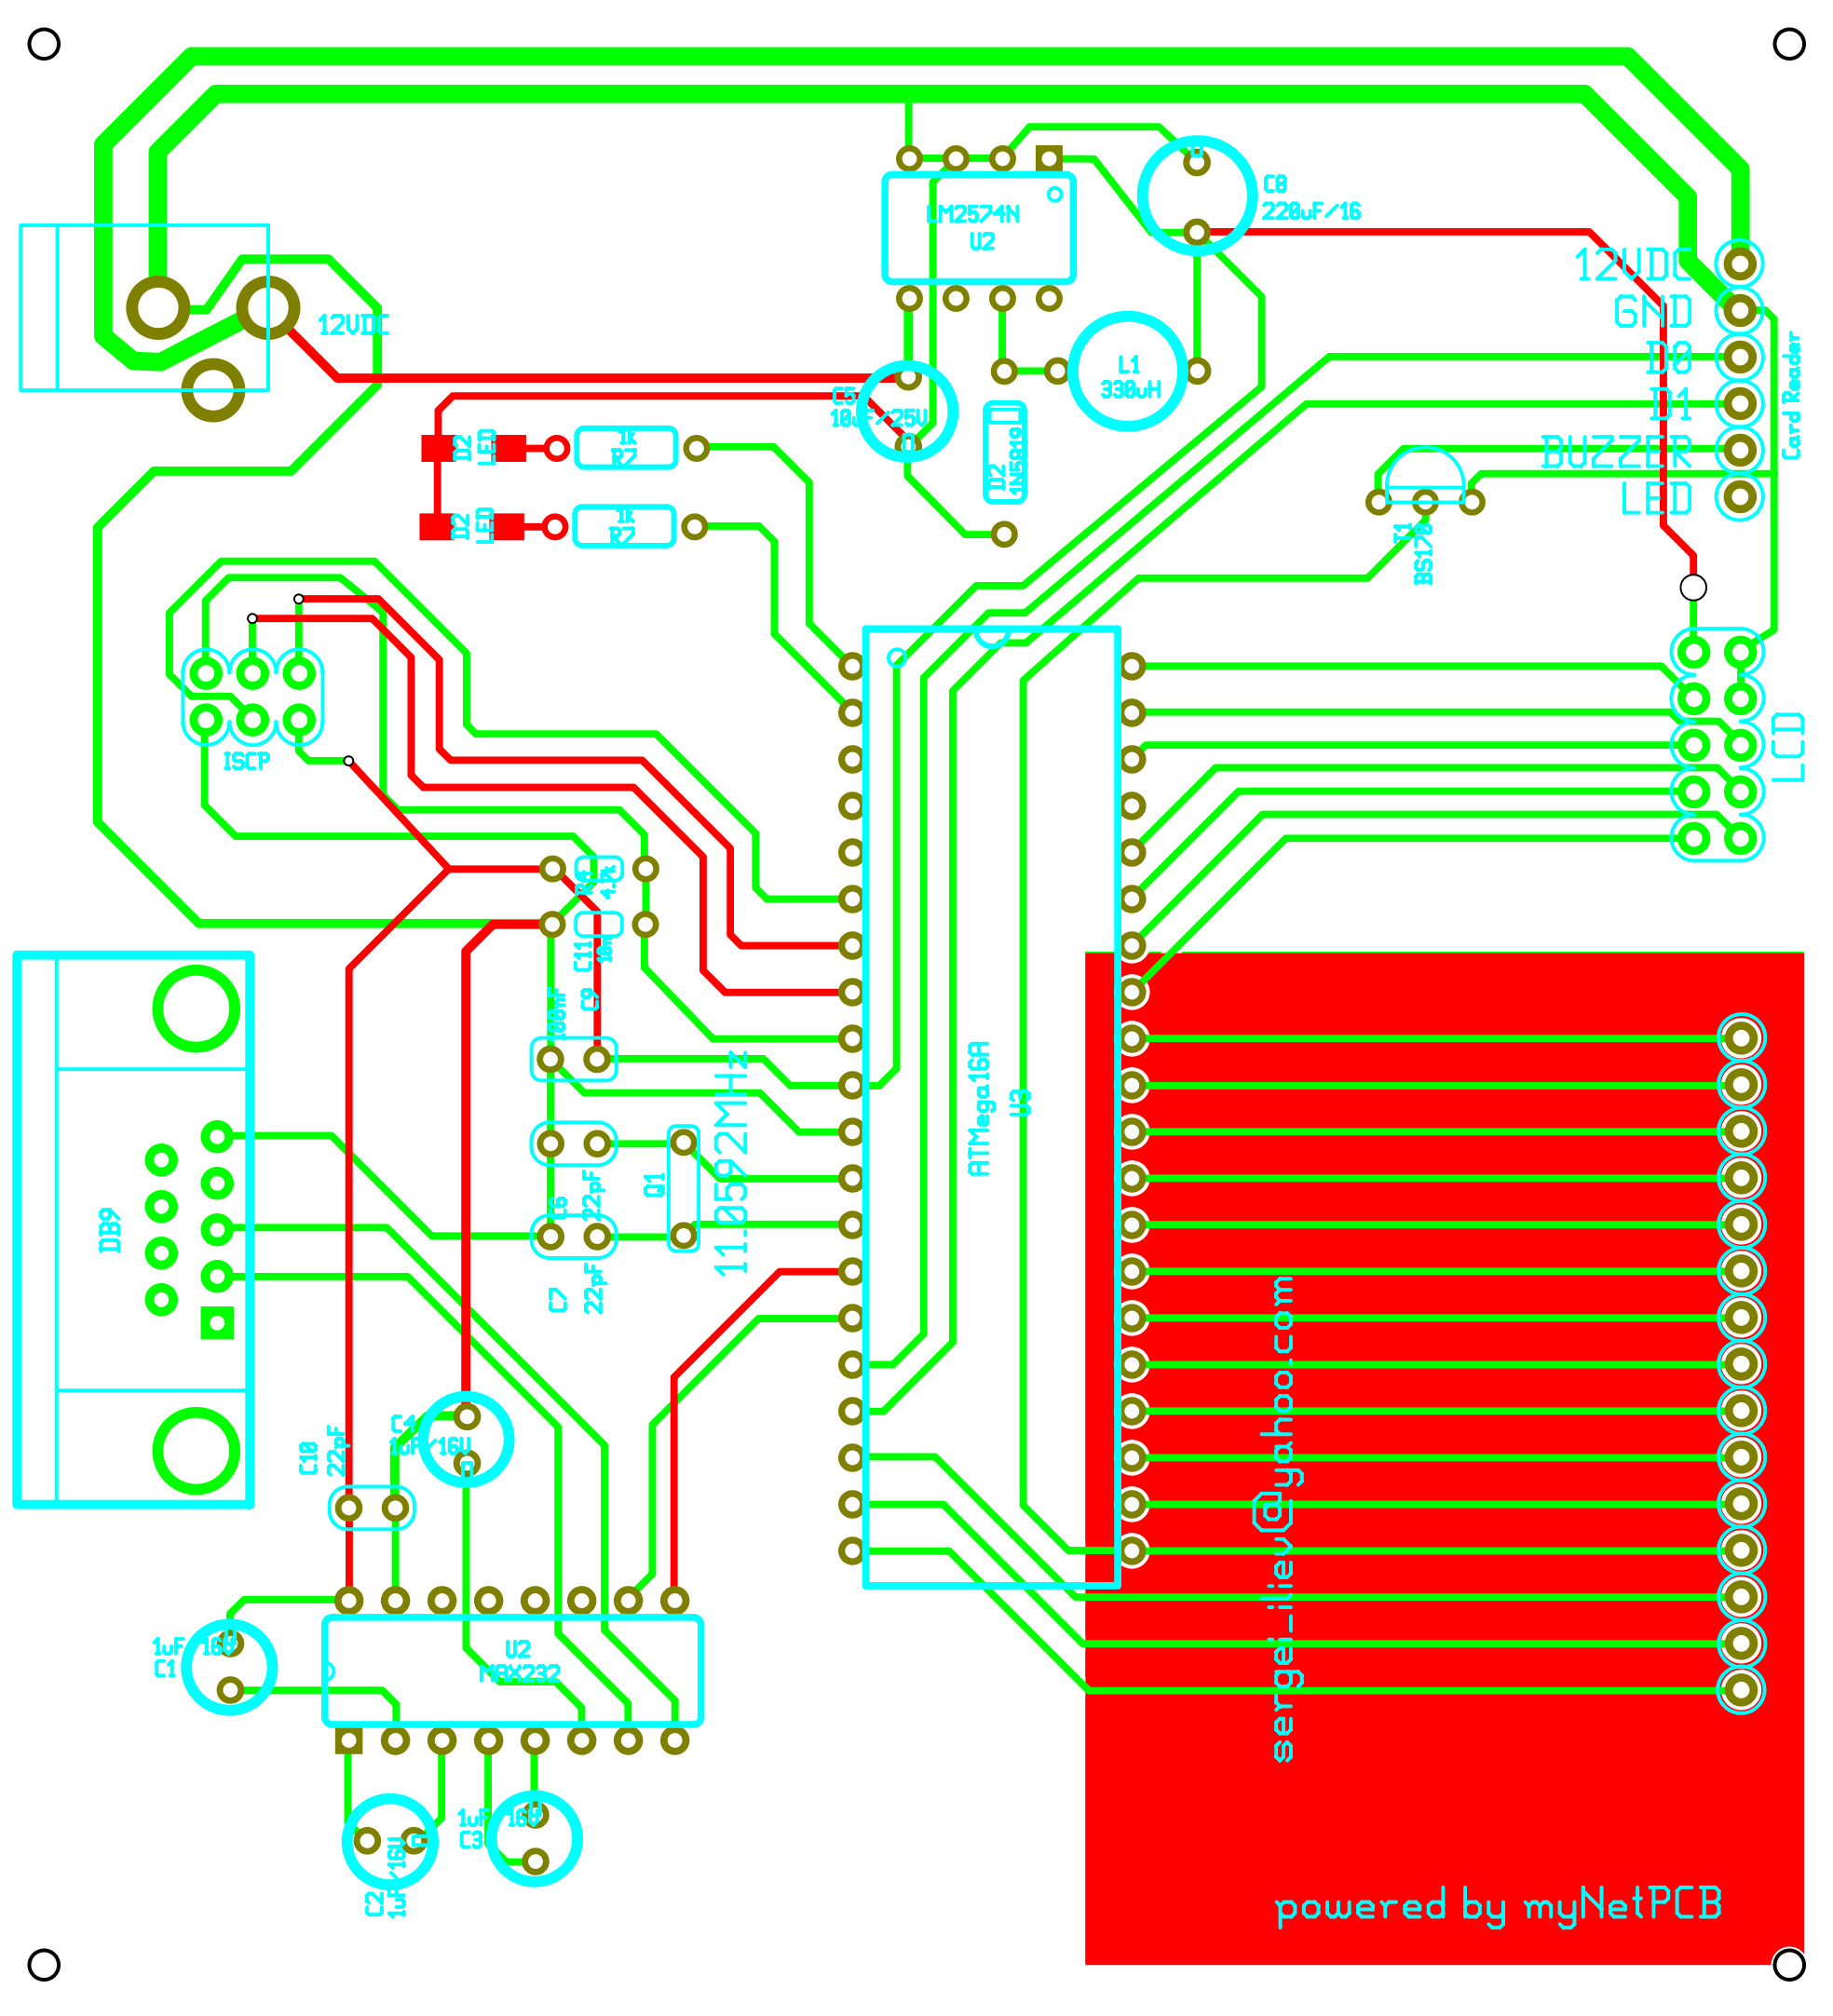 C8
220uF/16
LM2574N
U2
12VDC
GND
D0
D1
BUZZER
LED
Card Reader
12VDC
L1
330uH
C5
10uF×25V
D2
1N5819
D2
LED
1k
R2
D2
LED
1k
R2
T1
BS170
LCD
ISCP
R4
4.7k
C11
10n
100nF
C9
ATMega16A
U3
11.0592MHz
Q1
C6
22pF
C7
22pF
DB9
C4
1uF/16V
C10
22pF
1uF 16V
C1
U2
MAX232
1uF 16V
C3
C2
1uF/16V
sergei_iliev@yahoo.com
powered by myNetPCB